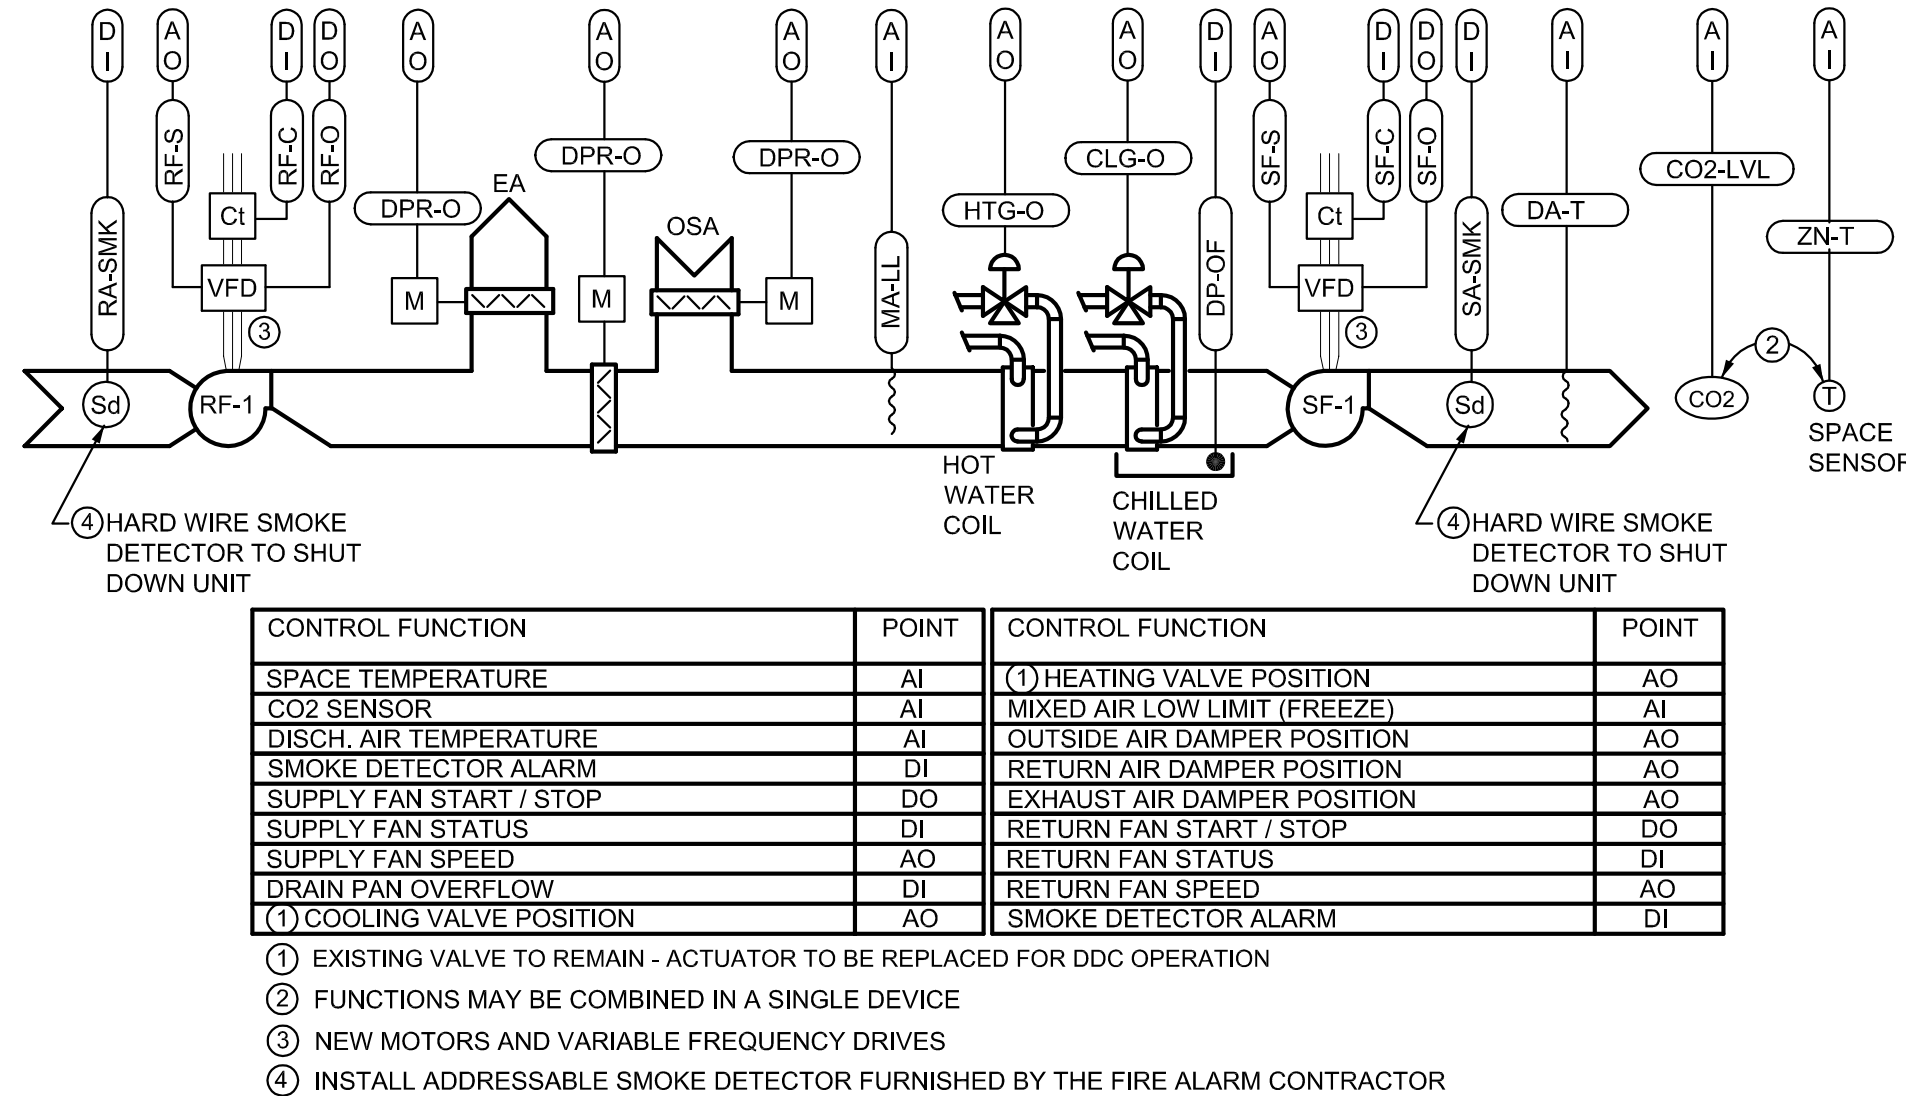 DI
AO
DI
DO
AO
AO
AO
AI
AO
AO
DI
AO
DI
DO
DI
AI
AI
AI
RA-SMK
RF-S
RF-C
RF-O
DPR-O
DPR-O
DPR-O
MA-LL
HTG-O
CLG-O
DP-OF
SF-S
SF-C
SF-O
SA-SMK
DA-T
CO2-LVL
ZN-T
EA
OSA
Ct
VFD
3
M
M
M
Ct
VFD
3
2
Sd
RF-1
SF-1
Sd
CO2
T
SPACE
SENSOR
HOT
WATER
COIL
CHILLED
WATER
COIL
4 HARD WIRE SMOKE
DETECTOR TO SHUT
DOWN UNIT
4 HARD WIRE SMOKE
DETECTOR TO SHUT
DOWN UNIT
CONTROL FUNCTION POINT CONTROL FUNCTION POINT
SPACE TEMPERATURE AI 1 HEATING VALVE POSITION AO
CO2 SENSOR AI MIXED AIR LOW LIMIT (FREEZE) AI
DISCH. AIR TEMPERATURE AI OUTSIDE AIR DAMPER POSITION AO
SMOKE DETECTOR ALARM DI RETURN AIR DAMPER POSITION AO
SUPPLY FAN START / STOP DO EXHAUST AIR DAMPER POSITION AO
SUPPLY FAN STATUS DI RETURN FAN START / STOP DO
SUPPLY FAN SPEED AO RETURN FAN STATUS DI
DRAIN PAN OVERFLOW DI RETURN FAN SPEED AO
1 COOLING VALVE POSITION AO SMOKE DETECTOR ALARM DI
1 EXISTING VALVE TO REMAIN - ACTUATOR TO BE REPLACED FOR DDC OPERATION
2 FUNCTIONS MAY BE COMBINED IN A SINGLE DEVICE
3 NEW MOTORS AND VARIABLE FREQUENCY DRIVES
4 INSTALL ADDRESSABLE SMOKE DETECTOR FURNISHED BY THE FIRE ALARM CONTRACTOR